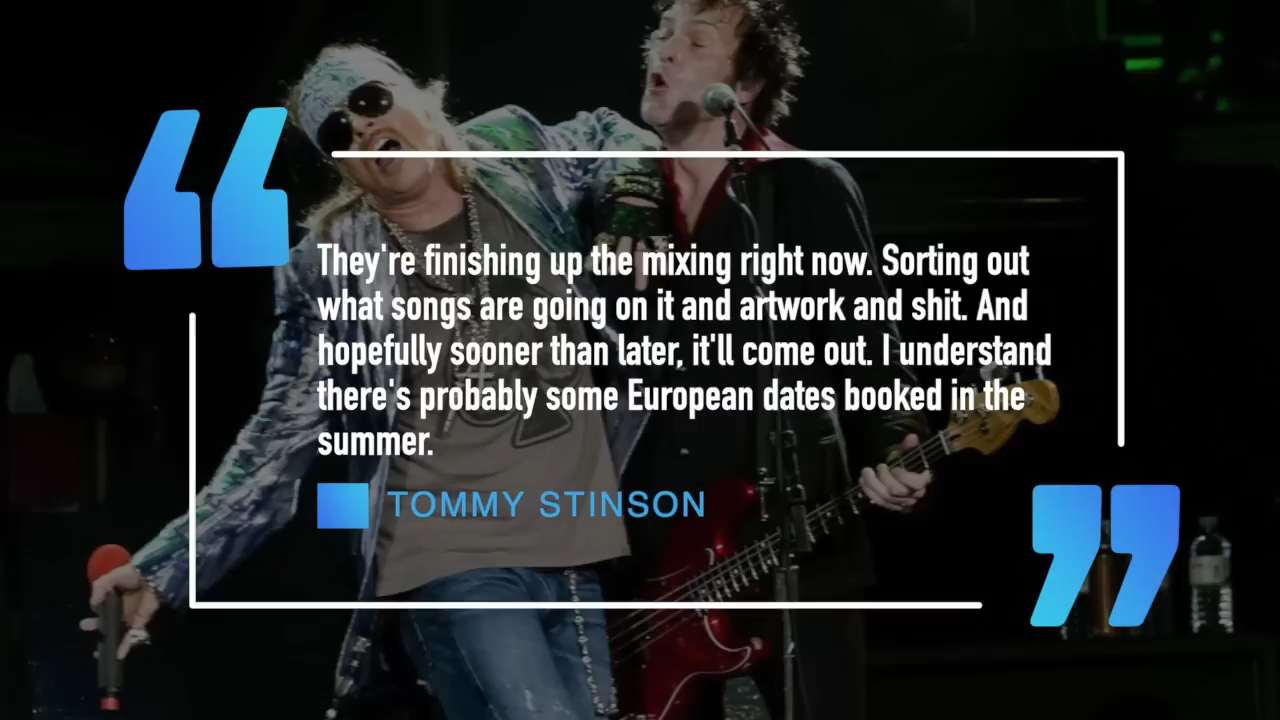 They're finishing up the mixing right now. Sorting out
what songs are going on it and artwork and shit. And
hopefully sooner than later, it'll come out. I understand
there's probably some European dates booked in the
summer.
TOMMY STINSON